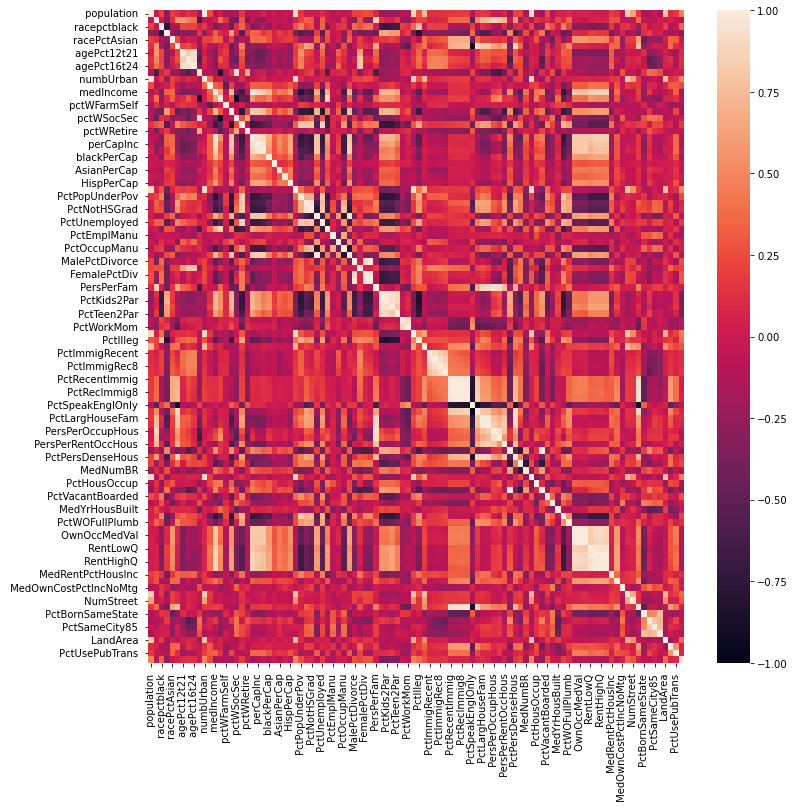 population
racepctblack
racePctAsian
agePct12t21
agePct16t24
numbUrban
medIncome
pctWFarmSelf
pctWSocSec
pctWRetire
perCapInc
blackPerCap
AsianPerCap
HispPerCap
PctPopUnderPov
PctNotHSGrad
PctUnemployed
PctEmplManu
PctOccupManu
MalePctDivorce
FemalePctDiv
PersPerFam
PctKids2Par
PctTeen2Par
PctWorkMom
PctIlleg
PctImmigRecent
PctImmigRec8
PctRecentImmig
PctRecImmig8
PctSpeakEnglOnly
PctLargHouseFam
PersPerOccupHous
PersPerRentOccHous
PctPersDenseHous
MedNumBR
PctHousOccup
PctVacantBoarded
MedYrHousBuilt
PctWOFullPlumb
OwnOccMedVal
RentLowQ
RentHighQ
MedRentPctHousInc
MedOwnCostPctIncNoMtg
NumStreet
PctBornSameState
PctSameCity85
LandArea
PctUsePubTrans
population
racepctblack
racePctAsian
agePct12t21
agePct16t24
numbUrban
medIncome
pctWFarmSelf
pctWSocSec
pctWRetire
perCapInc
blackPerCap
AsianPerCap
HispPerCap
PctPopUnderPov
PctNotHSGrad
PctUnemployed
PctEmplManu
PctOccupManu
MalePctDivorce
FemalePctDiv
PersPerFam
PctKids2Par
PctTeen2Par
PctWorkMom
PctIlleg
PctImmigRecent
PctImmigRec8
PctRecentImmig
PctRecImmig8
PctSpeakEnglOnly
PctLargHouseFam
PersPerOccupHous
PersPerRentOccHous
PctPersDenseHous
MedNumBR
PctHousOccup
PctVacantBoarded
MedYrHousBuilt
PctWOFullPlumb
OwnOccMedVal
RentLowQ
RentHighQ
MedRentPctHousInc
MedOwnCostPctIncNoMtg
NumStreet
PctBornSameState
PctSameCity85
LandArea
PctUsePubTrans
1.00
0.75
0.50
0.25
0.00
−0.25
−0.50
−0.75
−1.00